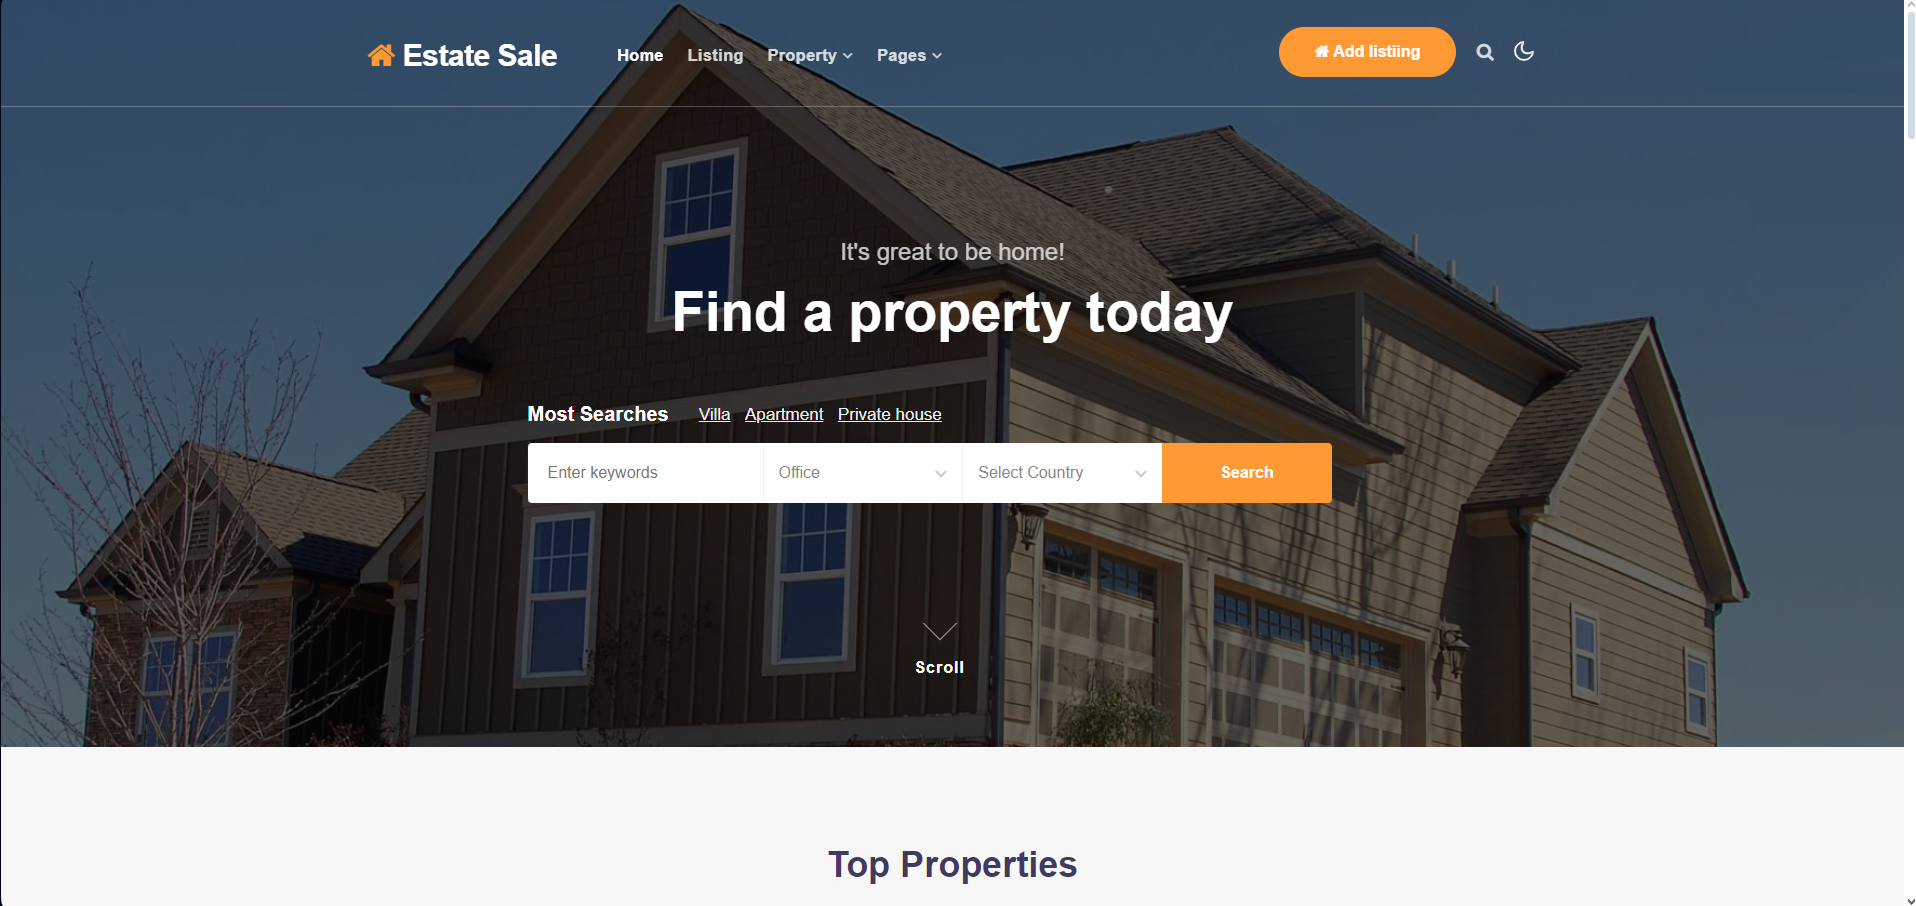 Estate Sale
Home Listing Property Pages
Add listiing
It's great to be home!
Find a property today
Most Searches Villa Apartment Private house
Enter keywords Office Select Country Search
Scroll
Top Properties